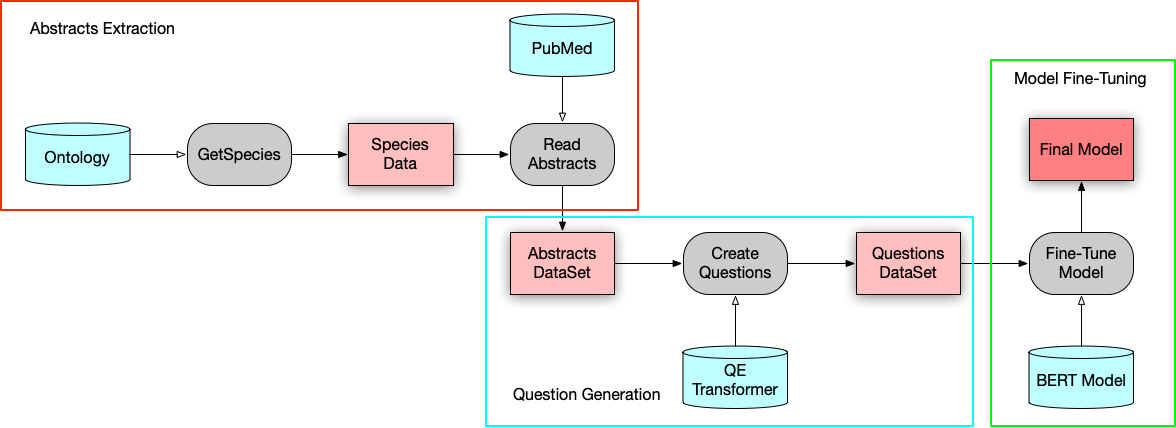 Abstracts Extraction
PubMed
Ontology
GetSpecies
Species
Data
Read
Abstracts
Model Fine-Tuning
Final Model
Abstracts
DataSet
Create
Questions
Questions
DataSet
Fine-Tune
Model
QE
Transformer
BERT Model
Question Generation